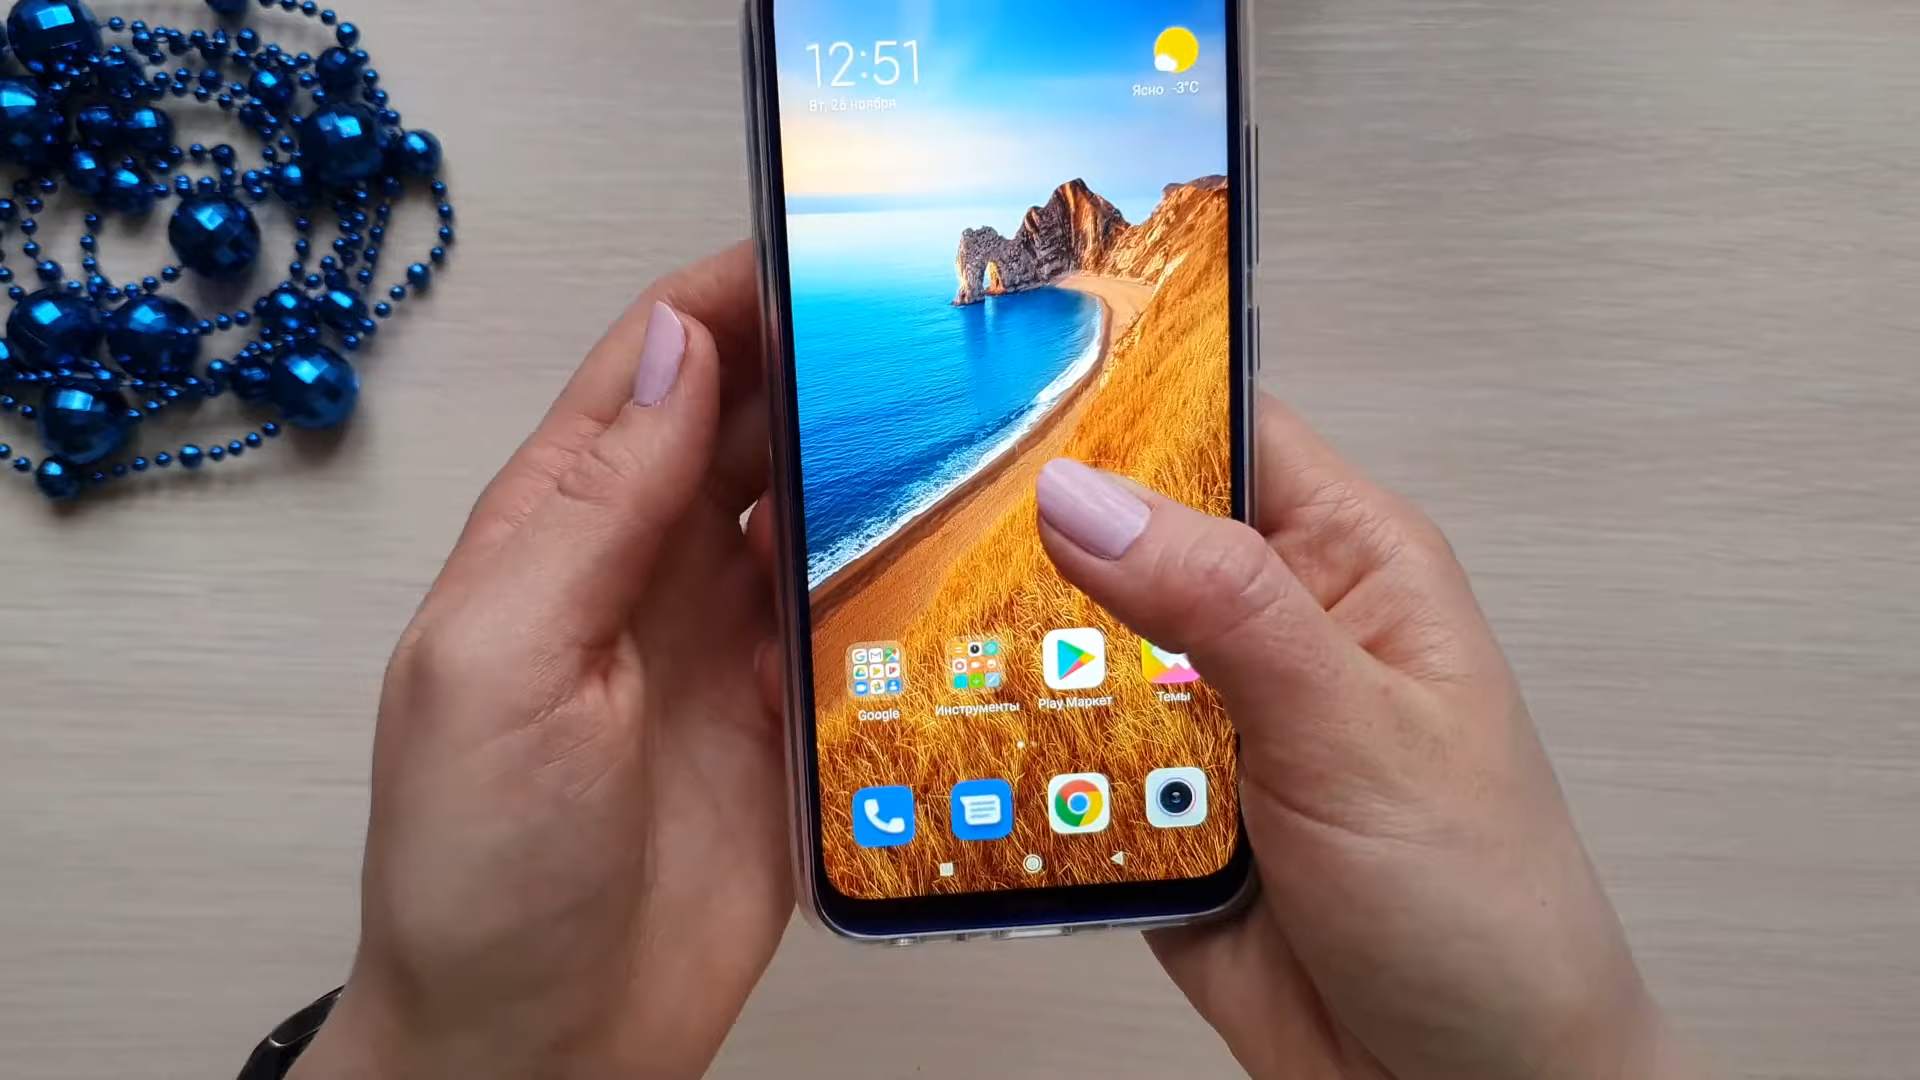 12:51
Вт, 26 ноября
Ясно -3°C
Google
Инструменты
Play Маркет
Темы